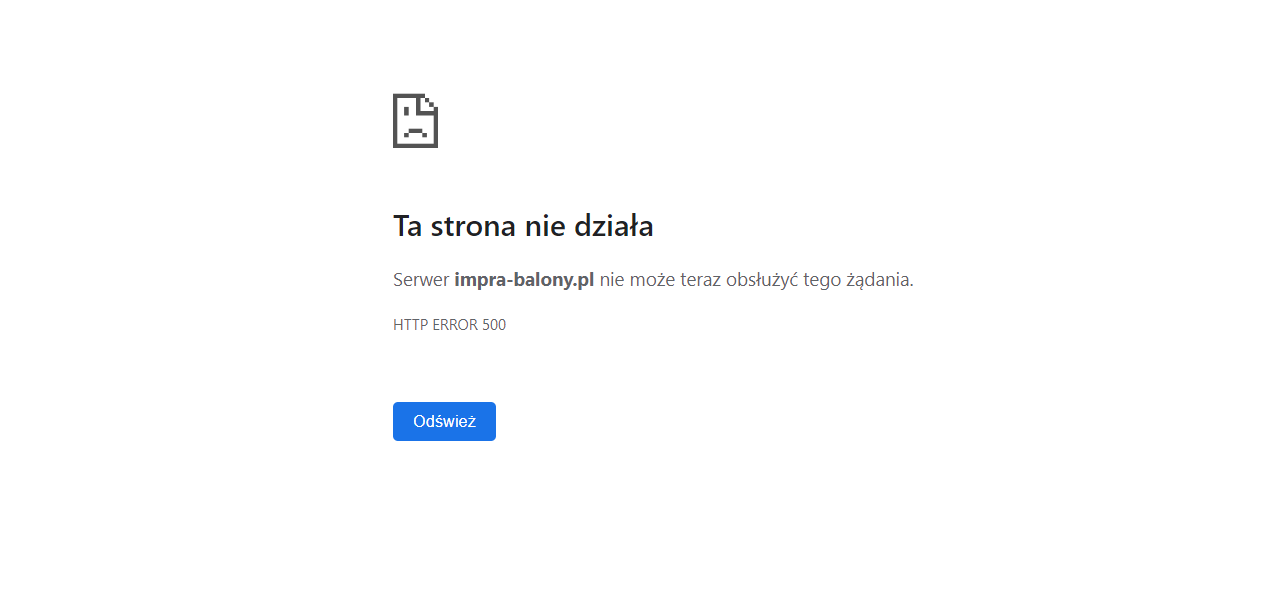 Ta strona nie działa
Serwer impra-balony.pl nie może teraz obsłużyć tego żądania.
HTTP ERROR 500
Odśwież